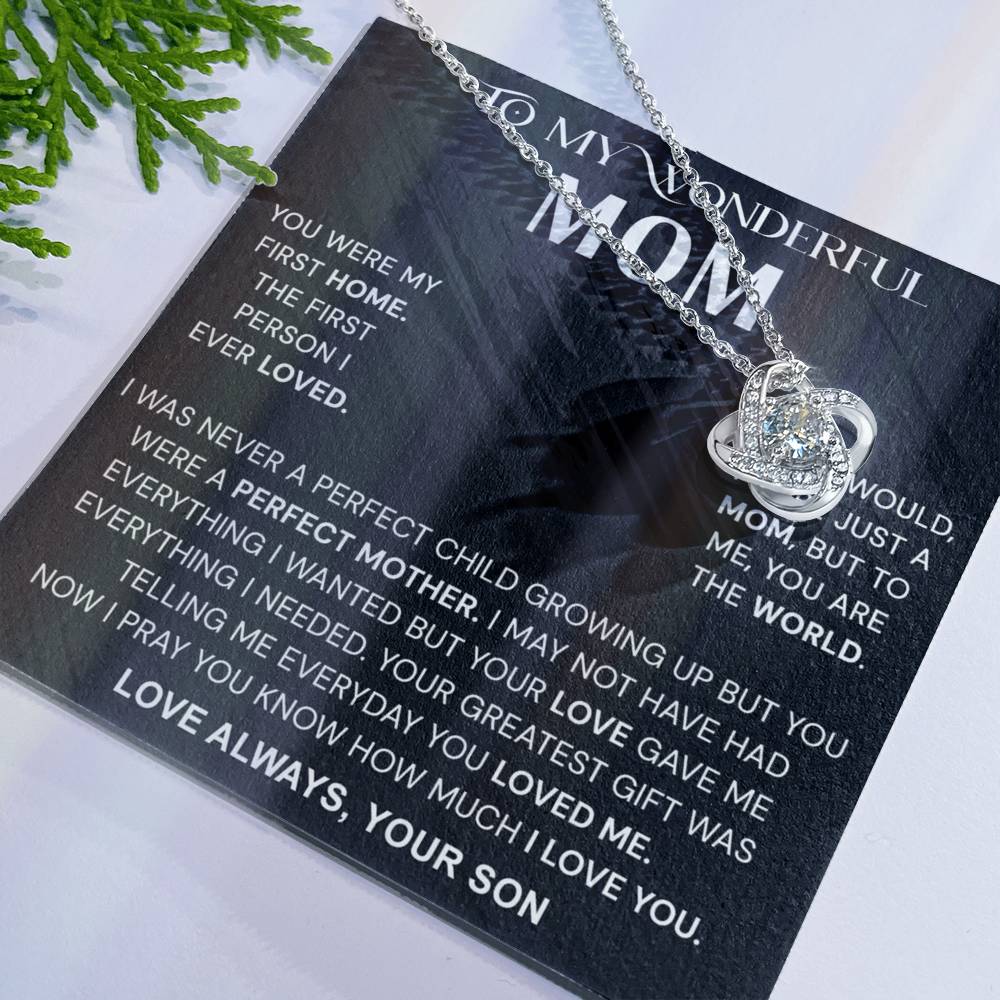 TO MY WONDERFUL
MOM
YOU WERE MY
FIRST HOME.
THE FIRST
PERSON I
EVER LOVED.
WOULD,
JUST A
MOM, BUT TO
ME, YOU ARE
THE WORLD.
I WAS NEVER A PERFECT CHILD GROWING UP BUT YOU
WERE A PERFECT MOTHER. I MAY NOT HAVE HAD
EVERYTHING I WANTED BUT YOUR LOVE GAVE ME
EVERYTHING I NEEDED. YOUR GREATEST GIFT WAS
TELLING ME EVERYDAY YOU LOVED ME.
NOW I PRAY YOU KNOW HOW MUCH I LOVE YOU.
LOVE ALWAYS, YOUR SON